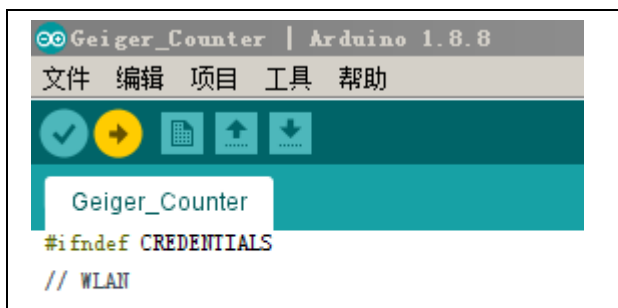 Geiger_Counter | Arduino 1.8.8
文件 编辑 项目 工具 帮助
Geiger_Counter
#ifndef CREDENTIALS
// WLAN